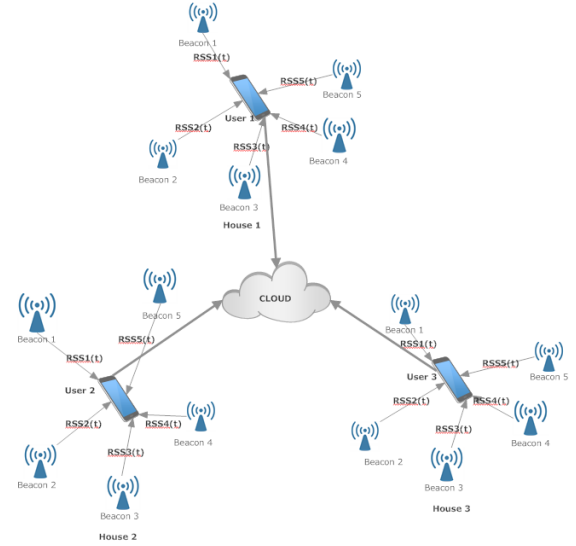 Beacon 1
RSS1(t)
RSS5(t)
Beacon 5
User 1
RSS2(t)
RSS4(t)
RSS3(t)
Beacon 4
Beacon 2
Beacon 3
House 1
CLOUD
Beacon 5
Beacon 1
RSS5(t)
RSS1(t)
User 2
RSS2(t)
RSS4(t)
Beacon 4
RSS3(t)
Beacon 2
Beacon 3
House 2
Beacon 1
RSS1(t)
RSS5(t)
Beacon 5
User 3
RSS2(t)
RSS4(t)
RSS3(t)
Beacon 4
Beacon 2
Beacon 3
House 3